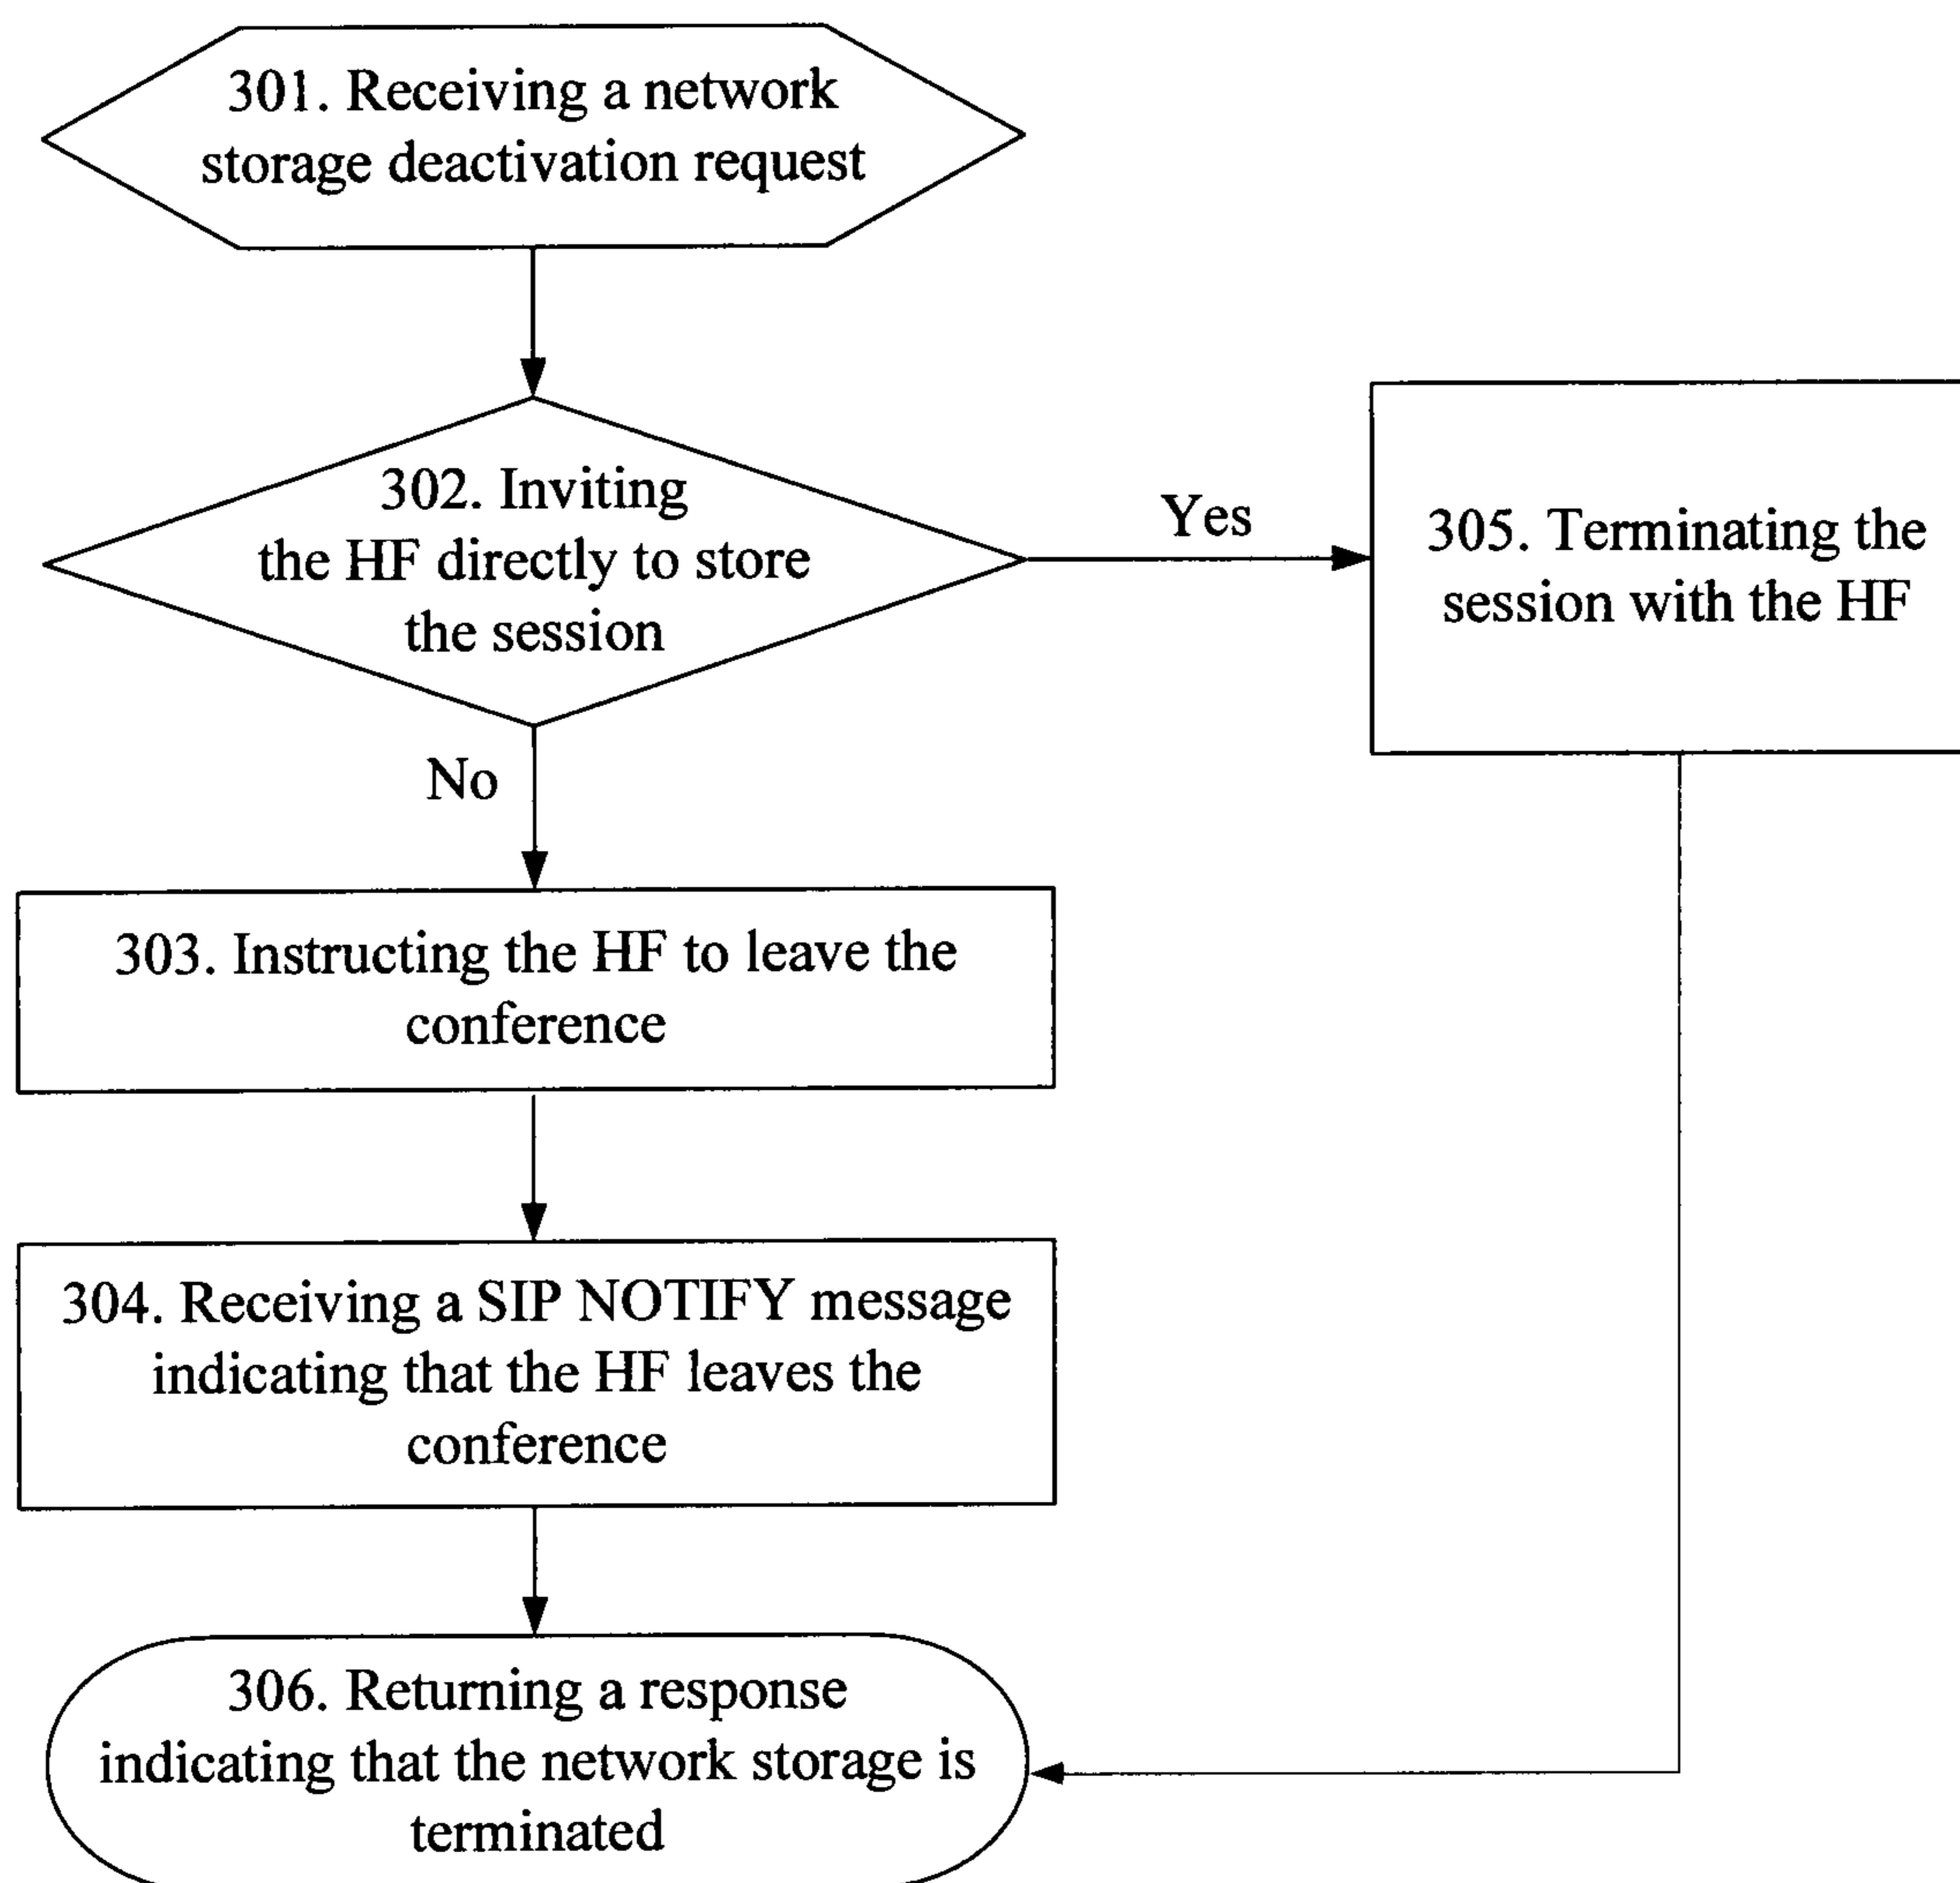 301. Receiving a network
storage deactivation request
302. Inviting
the HF directly to store
the session
Yes
305. Terminating the
session with the HF
No
303. Instructing the HF to leave the
conference
304. Receiving a SIP NOTIFY message
indicating that the HF leaves the
conference
306. Returning a response
indicating that the network storage is
terminated